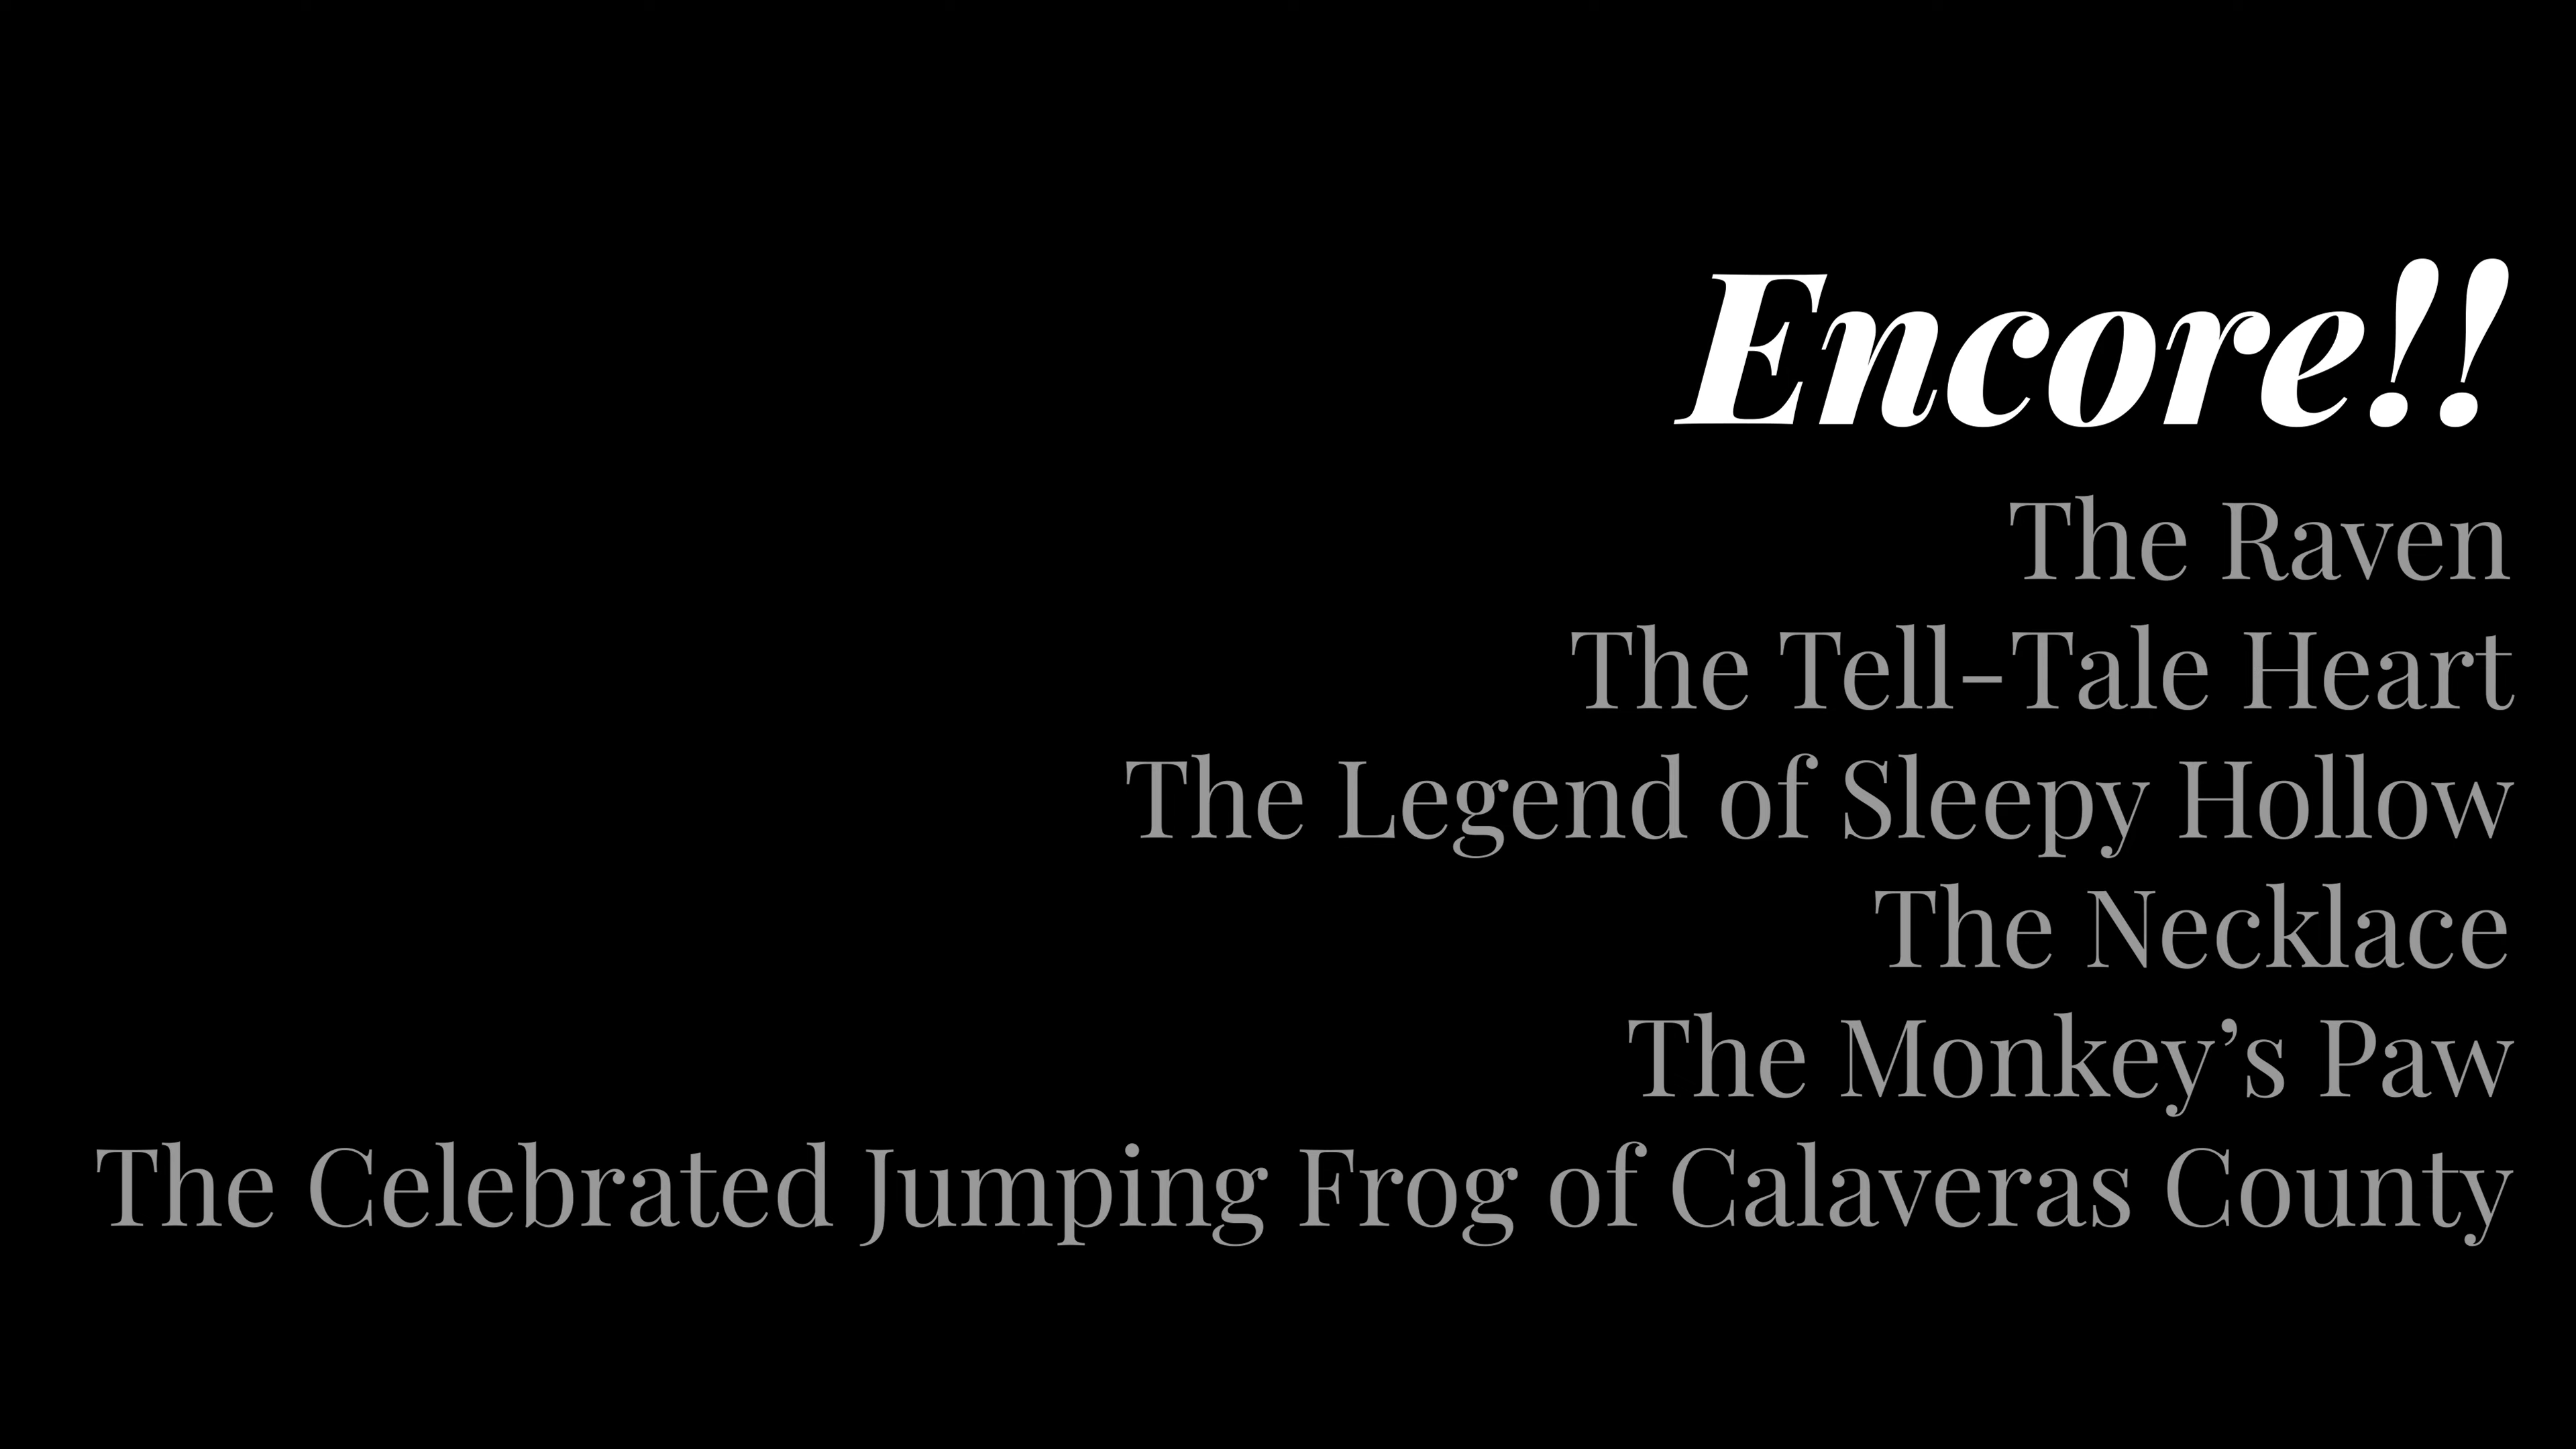 Encore!!
The Raven
The Tell-Tale Heart
The Legend of Sleepy Hollow
The Necklace
The Monkey’s Paw
The Celebrated Jumping Frog of Calaveras County